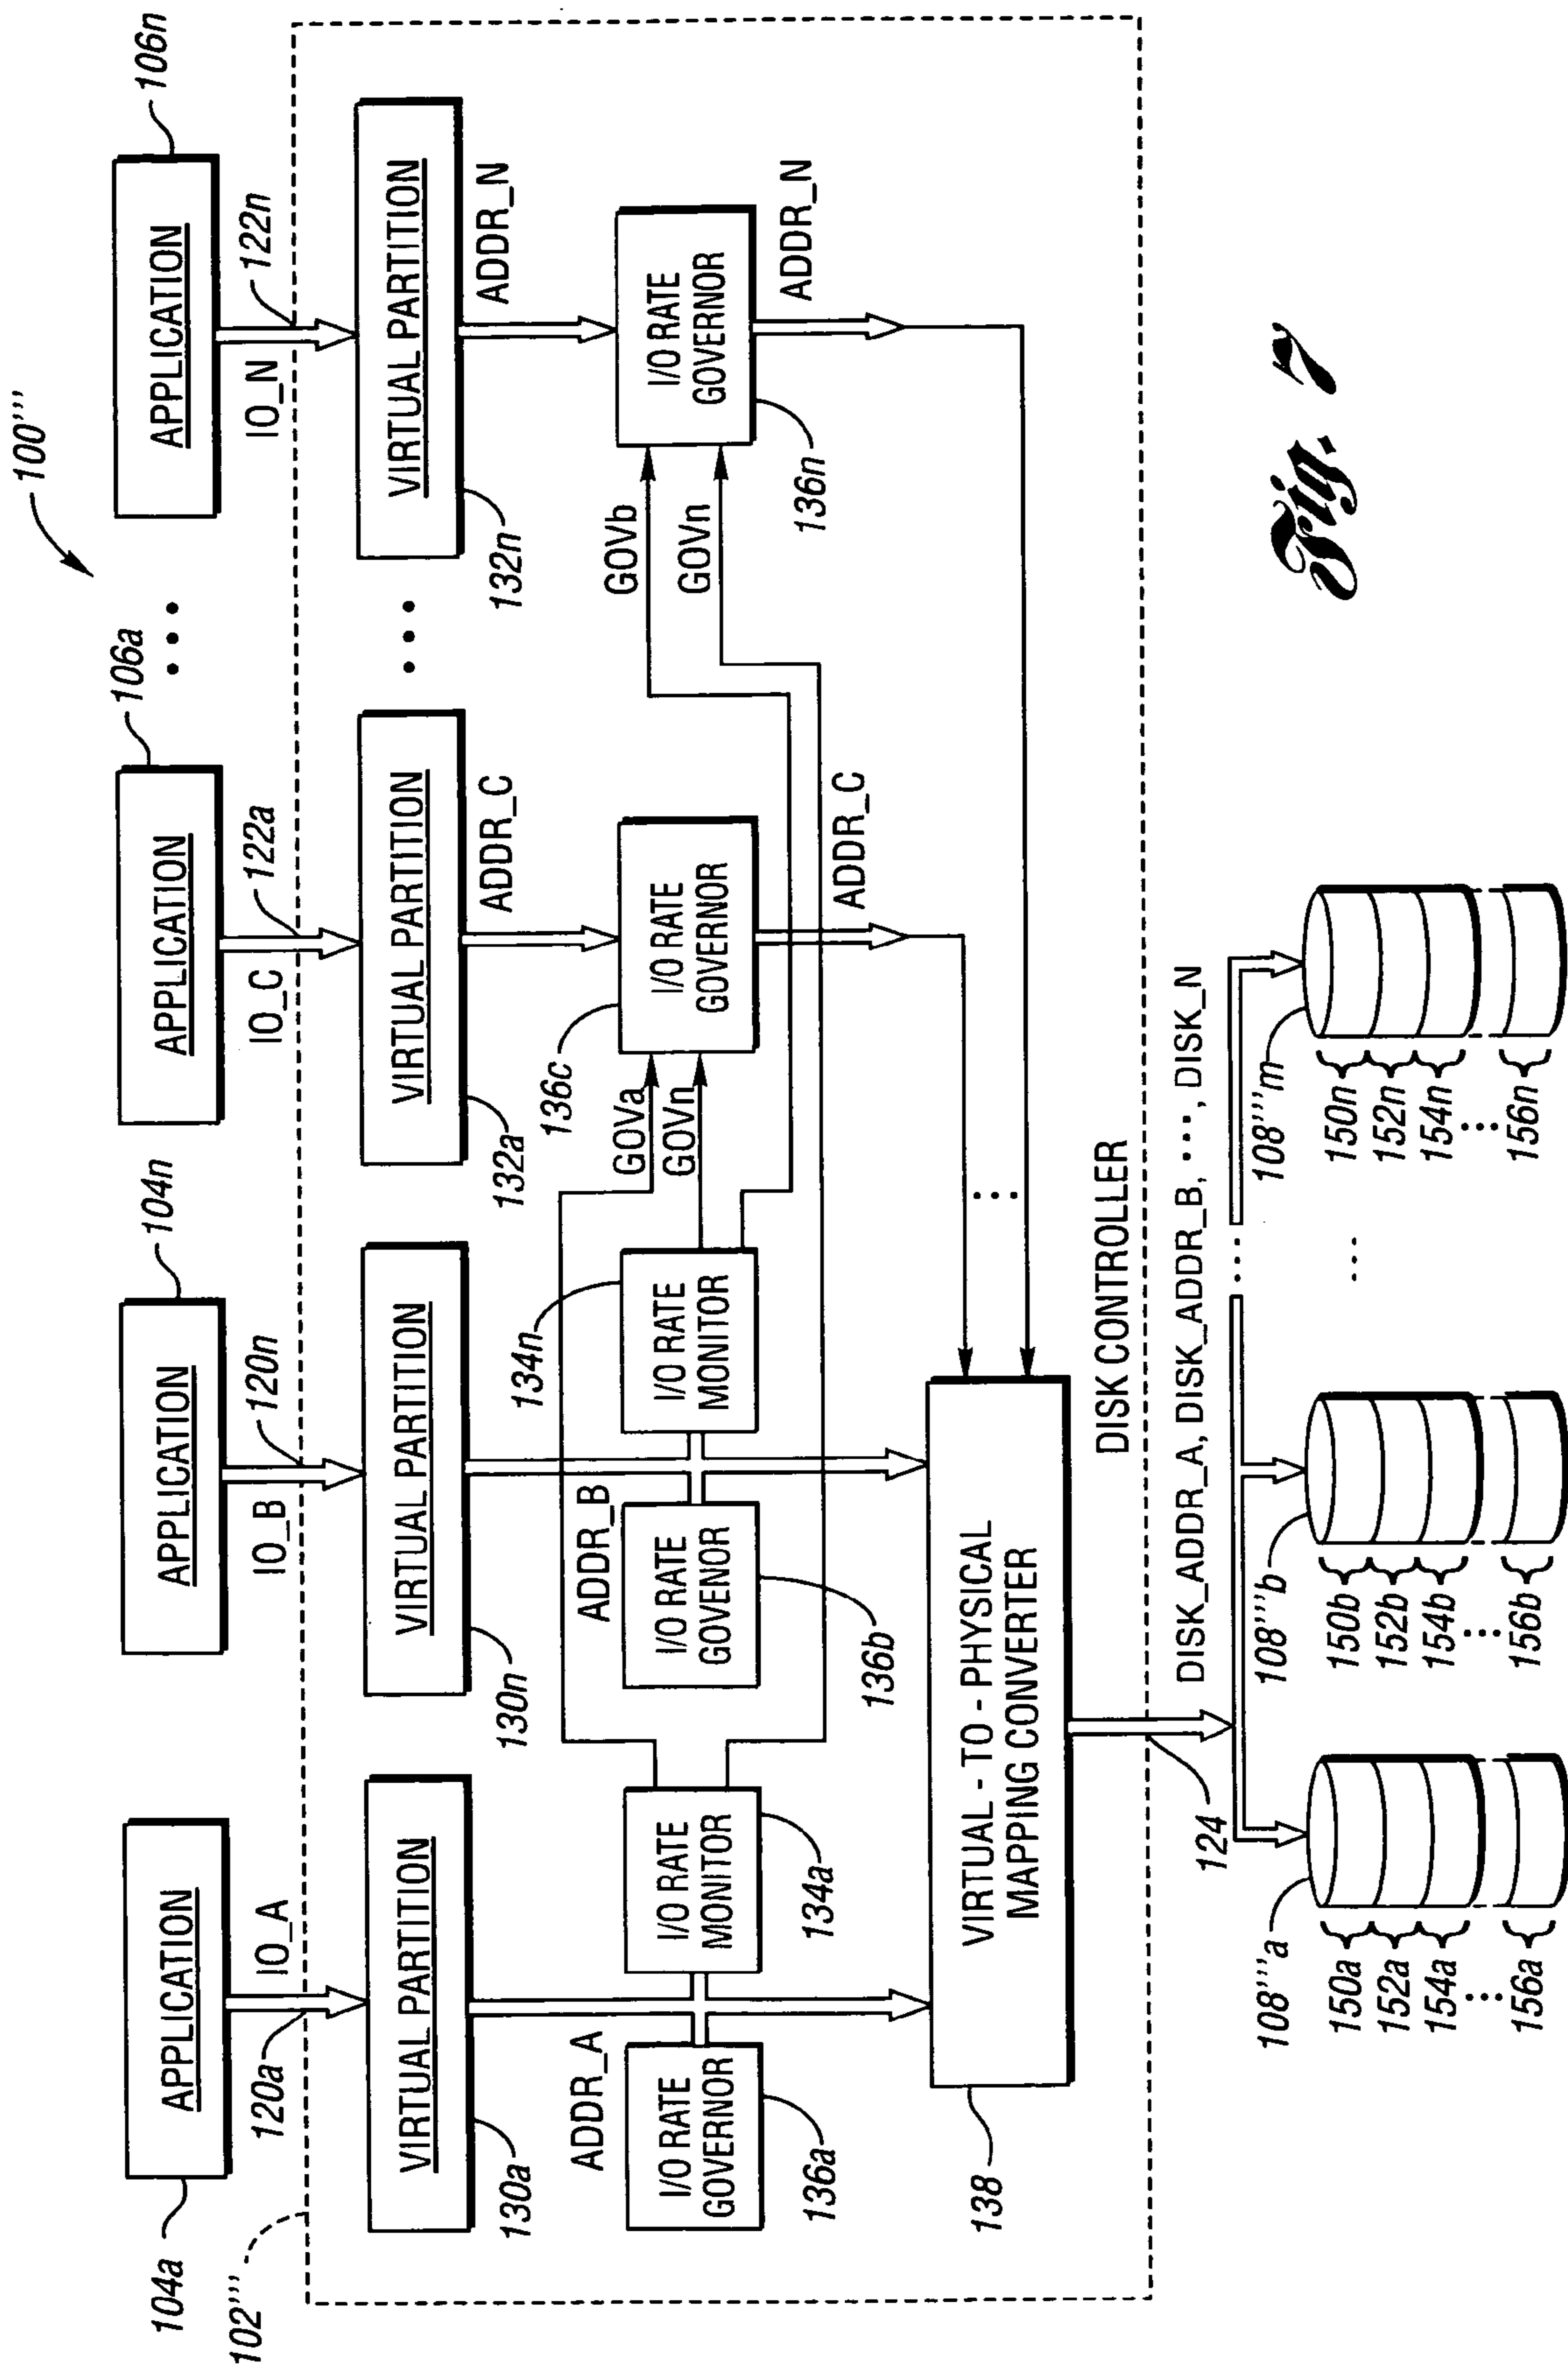 100''''
104a
APPLICATION
104n
APPLICATION
106a
APPLICATION
...
106n
APPLICATION
102''''
120a
IO_A
IO_B
120n
IO_C
122a
IO_N
122n
VIRTUAL PARTITION
VIRTUAL PARTITION
VIRTUAL PARTITION
...
VIRTUAL PARTITION
130a
130n
132a
132n
ADDR_A
ADDR_B
ADDR_C
ADDR_N
I/O RATE
GOVERNOR
136a
I/O RATE
MONITOR
134a
I/O RATE
GOVENOR
136b
I/O RATE
MONITOR
134n
GOVa
GOVn
136c
I/O RATE
GOVERNOR
GOVb
GOVn
I/O RATE
GOVERNOR
136n
ADDR_C
ADDR_N
...
138
VIRTUAL - TO - PHYSICAL
MAPPING CONVERTER
DISK CONTROLLER
124
DISK_ADDR_A, DISK_ADDR_B, ..., DISK_N
108''''a
108''''b
...
108''''m
...
150a
152a
154a
...
156a
150b
152b
154b
...
156b
150n
152n
154n
...
156n
Fig. 7